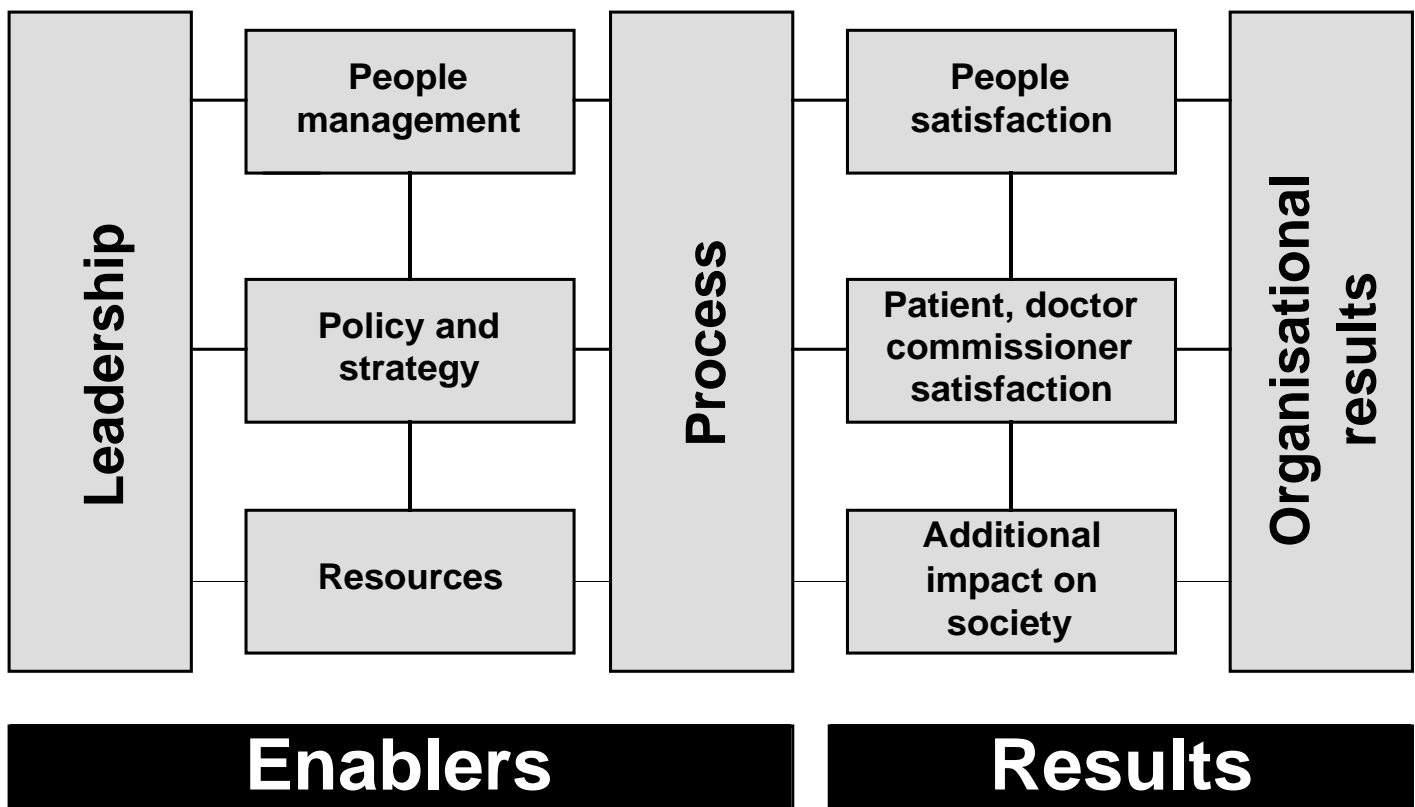 Leadership
People
management
Policy and
strategy
Resources
Process
People
satisfaction
Patient, doctor
commissioner
satisfaction
Additional
impact on
society
Organisational
results
Enablers
Results